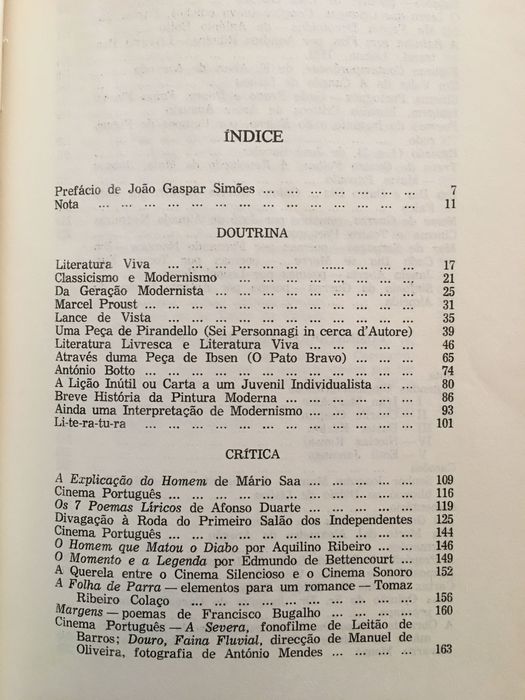 ÍNDICE
Prefácio de João Gaspar Simões ... ... ... ... ... ... ... 7
Nota ... ... ... ... ... ... ... ... ... ... ... ... ... ... 11
DOUTRINA
Literatura Viva ... ... ... ... ... ... ...... ... ... ... 17
Classicismo e Modernismo ... ... ... ... ... ... ... 21
Da Geração Modernista ... ... ... ... ... ... ... ... 25
Marcel Proust ... ... ... ... ... ... ... ... ... ... ... 31
Lance de Vista ... ... ... ... ... ... ... ... ... ... ... 35
Uma Peça de Pirandello (Sei Personnagi in cerca d'Autore) 39
Literatura Livresca e Literatura Viva ... ... ... ... ... 46
Através duma Peça de Ibsen (O Pato Bravo) ... ... ... 65
António Botto ... ... ... ... ... ... ... ... ... ... ... 74
A Lição Inútil ou Carta a um Juvenil Individualista ... ... 80
Breve História da Pintura Moderna ... ... ... ... ... ... 86
Ainda uma Interpretação de Modernismo ... ... ... ... 93
Li-te-ra-tu-ra ... ... ... ... ... ... ... ... ... ... ... 101
CRÍTICA
A Explicação do Homem de Mário Saa ... ... ... ... ... 109
Cinema Português ... ... ... ... ... ... ... ... ... ... 116
Os 7 Poemas Líricos de Afonso Duarte ... ... ... ... ... 119
Divagação à Roda do Primeiro Salão dos Independentes 125
Cinema Português ... ... ... ... ... ... ... ... ... ... 144
O Homem que Matou o Diabo por Aquilino Ribeiro ... ... 146
O Momento e a Legenda por Edmundo de Bettencourt ... 149
A Querela entre o Cinema Silencioso e o Cinema Sonoro 152
A Folha de Parra — elementos para um romance — Tomaz
Ribeiro Colaço ... ... ... ... ... ... ... ... ... ... 156
Margens — poemas de Francisco Bugalho ... ... ... ... 160
Cinema Português — A Severa, fonofilme de Leitão de
Barros; Douro, Faina Fluvial, direcção de Manuel de
Oliveira, fotografia de António Mendes ... ... ... ... 163